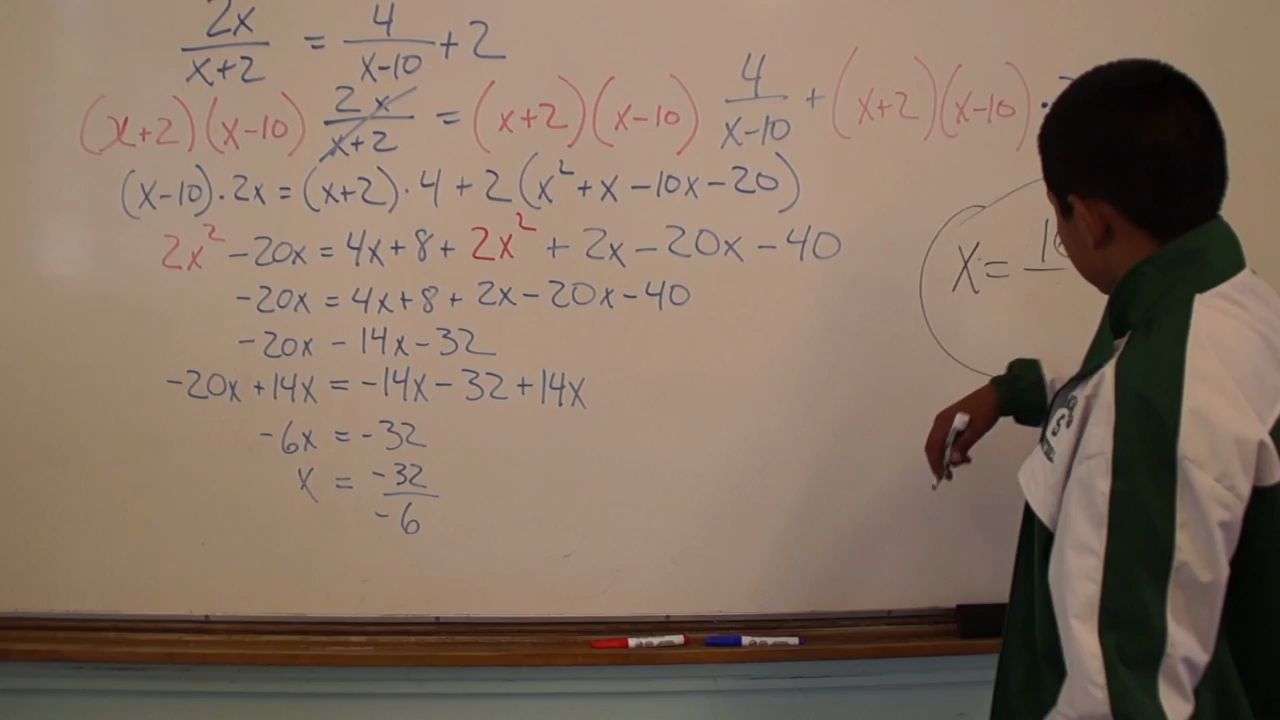 2x/(x+2) = 4/(x-10) + 2
(x+2)(x-10) 2x/(x+2) = (x+2)(x-10) 4/(x-10) + (x+2)(x-10) ·
(x-10)·2x = (x+2)·4 + 2(x²+x-10x-20)
2x² -20x = 4x+8+2x² + 2x-20x-40
-20x = 4x+8+2x-20x-40
-20x - 14x-32
-20x+14x = -14x-32+14x
-6x = -32
x = -32/-6
x =